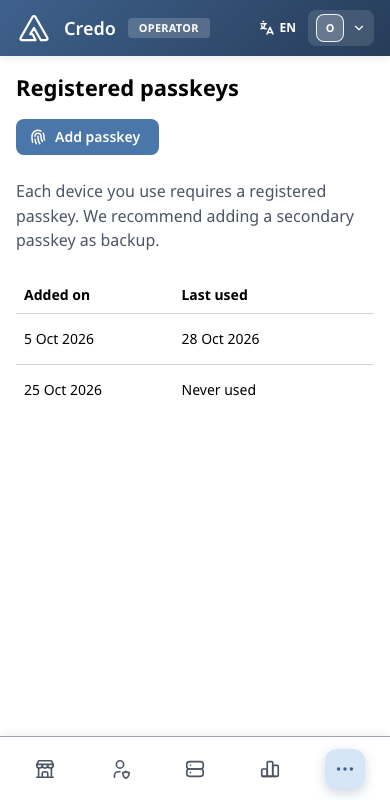 Credo OPERATOR EN O
Registered passkeys
Add passkey
Each device you use requires a registered
passkey. We recommend adding a secondary
passkey as backup.
Added on Last used
5 Oct 2026 28 Oct 2026
25 Oct 2026 Never used